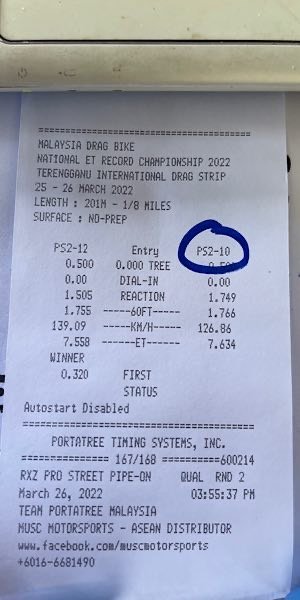 ========================================
MALAYSIA DRAG BIKE
NATIONAL ET RECORD CHAMPIONSHIP 2022
TERENGGANU INTERNATIONAL DRAG STRIP
25 - 26 MARCH 2022
LENGTH : 201M - 1/8 MILES
SURFACE : NO-PREP
PS2-12 Entry PS2-10
0.500 0.000 TREE 0.500
0.00 DIAL-IN 0.00
1.505 REACTION 1.749
1.755 -----60FT----- 1.766
139.09 -----KM/H----- 126.86
7.558 ------ET------ 7.634
WINNER
0.320 FIRST
STATUS
Autostart Disabled
========================================
PORTATREE TIMING SYSTEMS, INC.
================ 167/168 ==========600214
RXZ PRO STREET PIPE-ON QUAL RND 2
March 26, 2022 03:55:37 PM
TEAM PORTATREE MALAYSIA
MUSC MOTORSPORTS - ASEAN DISTRIBUTOR
www.facebook.com/muscmotorsports
+6016-6681490